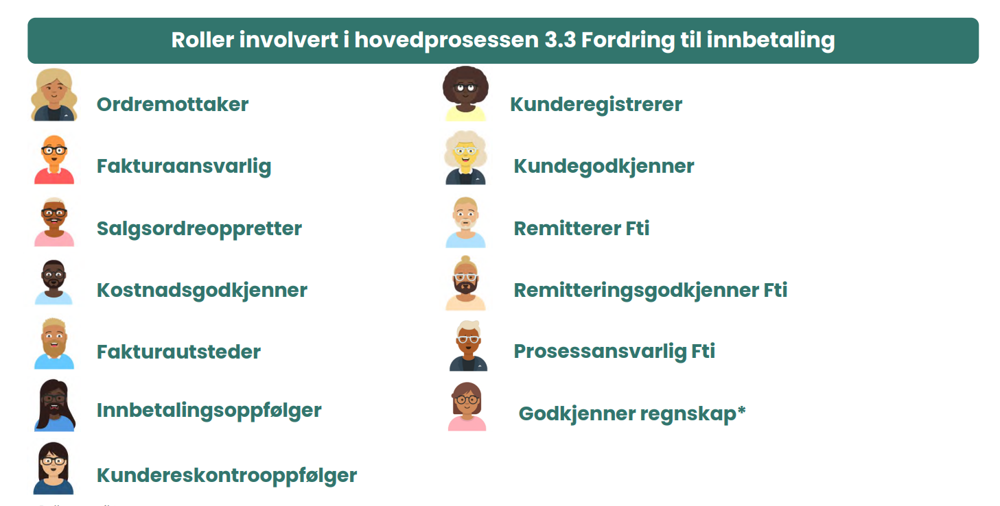 Roller involvert i hovedprosessen 3.3 Fordring til innbetaling
Ordremottaker
Fakturaansvarlig
Salgsordreoppretter
Kostnadsgodkjenner
Fakturautsteder
Innbetalingsoppfølger
Kundereskontrooppfølger
Kunderegistrerer
Kundegodkjenner
Remitterer Fti
Remitteringsgodkjenner Fti
Prosessansvarlig Fti
Godkjenner regnskap*